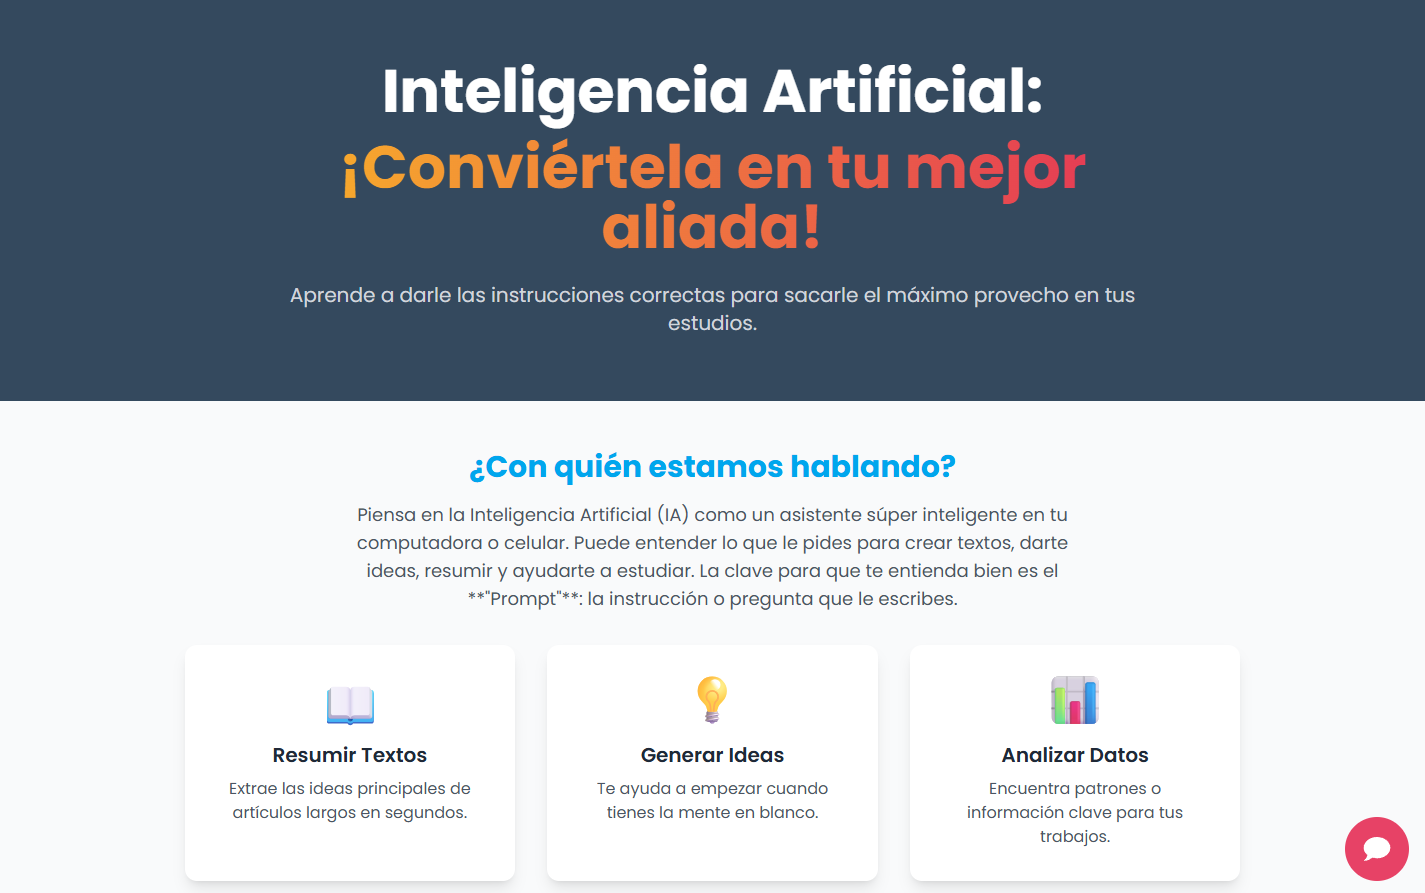 Inteligencia Artificial:
¡Conviértela en tu mejor
aliada!
Aprende a darle las instrucciones correctas para sacarle el máximo provecho en tus
estudios.
¿Con quién estamos hablando?
Piensa en la Inteligencia Artificial (IA) como un asistente súper inteligente en tu
computadora o celular. Puede entender lo que le pides para crear textos, darte
ideas, resumir y ayudarte a estudiar. La clave para que te entienda bien es el
**"Prompt"**: la instrucción o pregunta que le escribes.
Resumir Textos
Extrae las ideas principales de
artículos largos en segundos.
Generar Ideas
Te ayuda a empezar cuando
tienes la mente en blanco.
Analizar Datos
Encuentra patrones o
información clave para tus
trabajos.